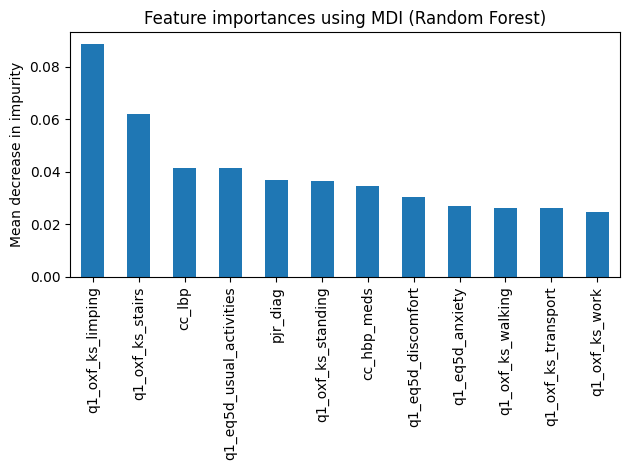 Feature importances using MDI (Random Forest)
Mean decrease in impurity
0.08
0.06
0.04
0.02
0.00
q1_oxf_ks_limping
q1_oxf_ks_stairs
cc_lbp
q1_eq5d_usual_activities
pjr_diag
q1_oxf_ks_standing
cc_hbp_meds
q1_eq5d_discomfort
q1_eq5d_anxiety
q1_oxf_ks_walking
q1_oxf_ks_transport
q1_oxf_ks_work